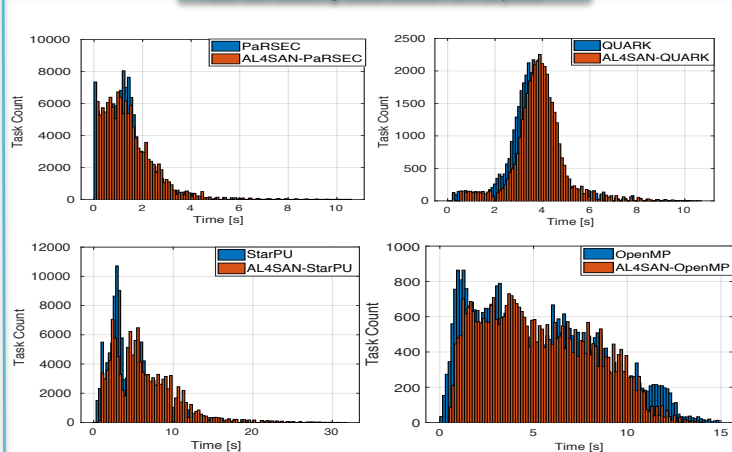 PaRSEC
AL4SAN-PaRSEC
10000
8000
6000
4000
2000
0
Task Count
0 2 4 6 8 10
Time [s]
QUARK
AL4SAN-QUARK
2500
2000
1500
1000
500
0
Task Count
0 2 4 6 8 10
Time [s]
StarPU
AL4SAN-StarPU
12000
10000
8000
6000
4000
2000
0
Task Count
0 10 20 30
Time [s]
OpenMP
AL4SAN-OpenMP
1000
800
600
400
200
0
Task Count
0 5 10 15
Time [s]